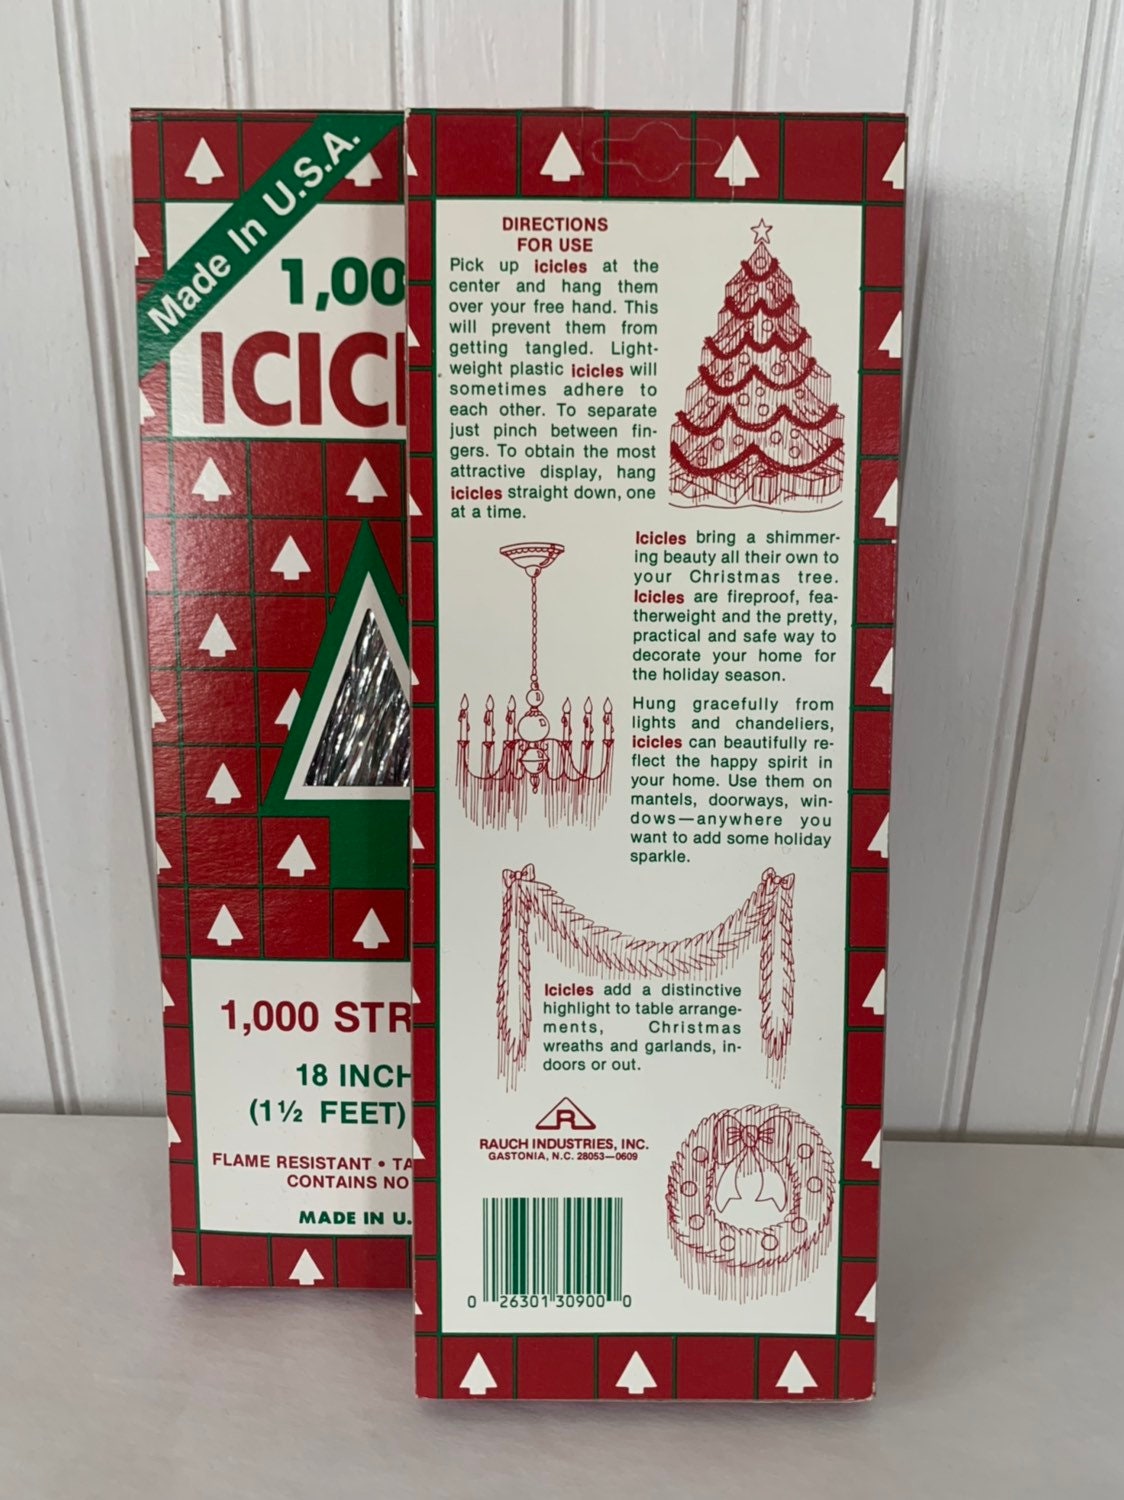 Made In U.S.A.
1,00
ICICL
1,000 STR
18 INCH
(1½ FEET)
FLAME RESISTANT • TA
CONTAINS NO
MADE IN U.
DIRECTIONS
FOR USE
Pick up icicles at the
center and hang them
over your free hand. This
will prevent them from
getting tangled. Light-
weight plastic icicles will
sometimes adhere to
each other. To separate
just pinch between fin-
gers. To obtain the most
attractive display, hang
icicles straight down, one
at a time.
Icicles bring a shimmer-
ing beauty all their own to
your Christmas tree.
Icicles are fireproof, fea-
therweight and the pretty,
practical and safe way to
decorate your home for
the holiday season.
Hung gracefully from
lights and chandeliers,
icicles can beautifully re-
flect the happy spirit in
your home. Use them on
mantels, doorways, win-
dows—anywhere you
want to add some holiday
sparkle.
Icicles add a distinctive
highlight to table arrange-
ments, Christmas
wreaths and garlands, in-
doors or out.
R
RAUCH INDUSTRIES, INC.
GASTONIA, N.C. 28053—0609
0 26301 30900 0